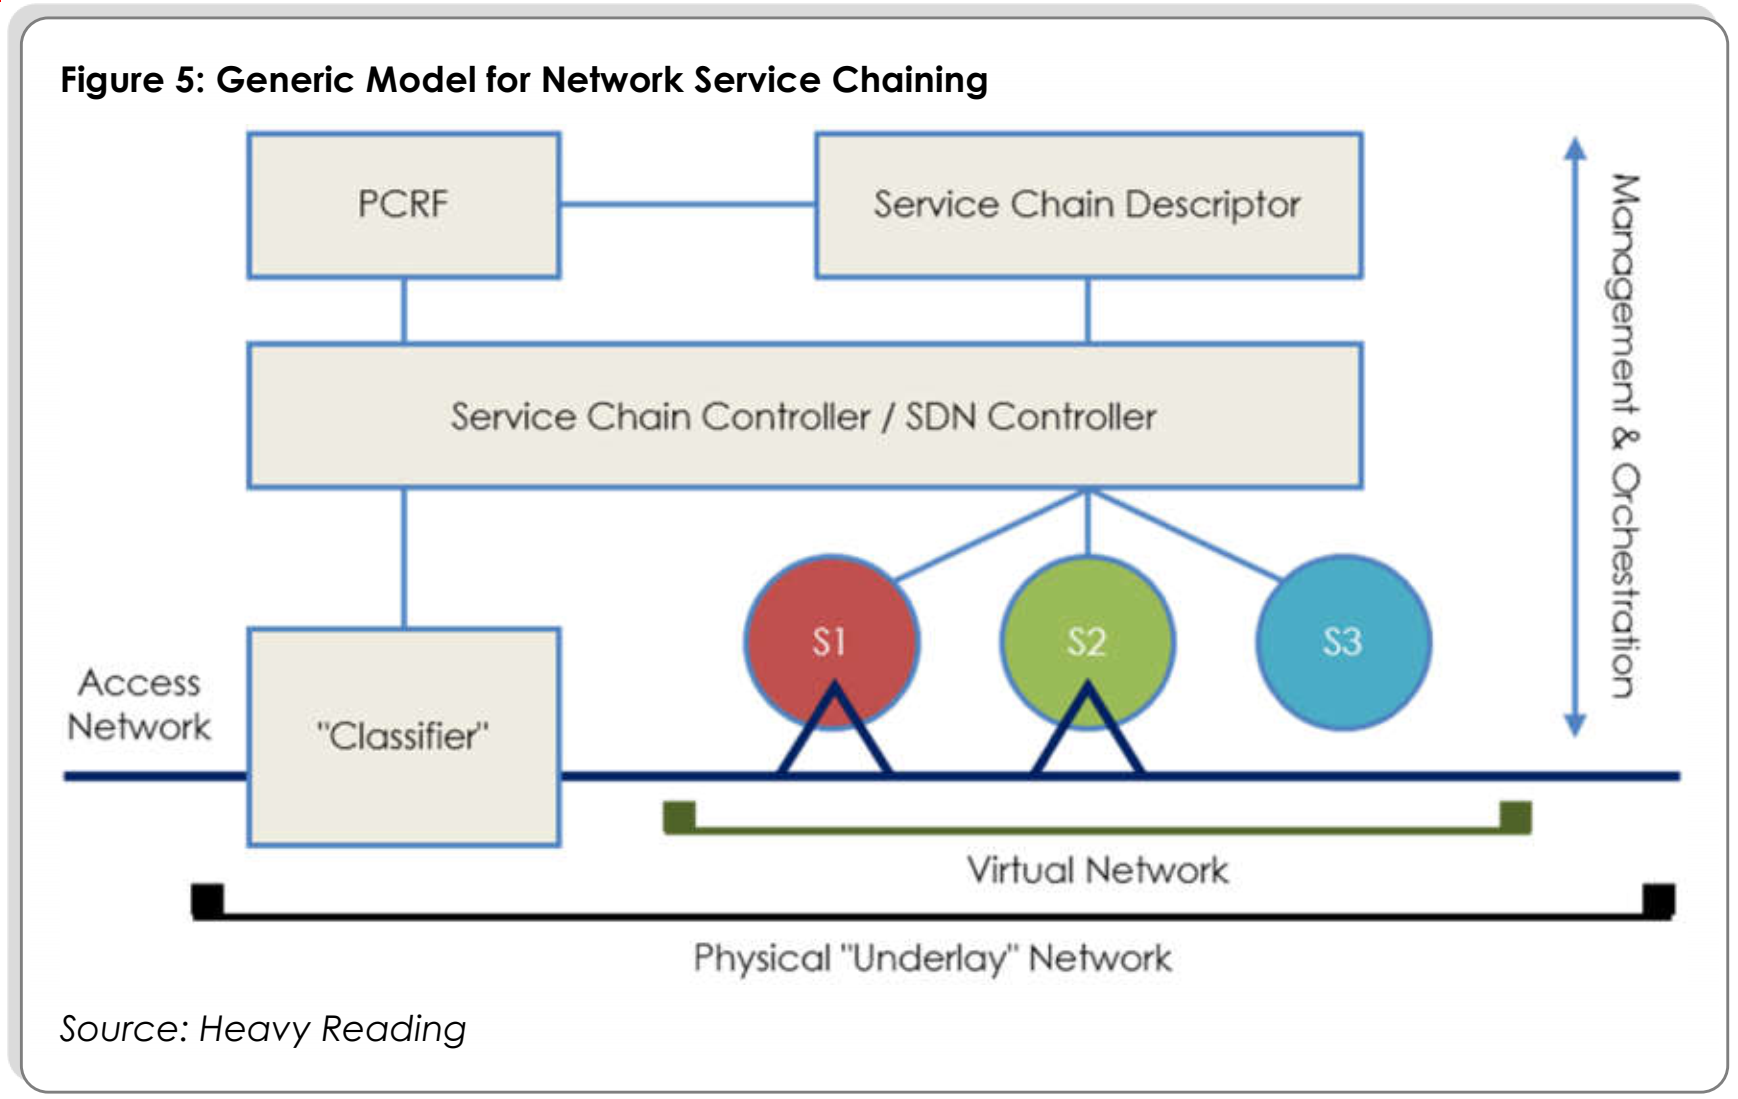 Figure 5: Generic Model for Network Service Chaining
PCRF
Service Chain Descriptor
Management & Orchestration
Service Chain Controller / SDN Controller
S1
S2
S3
Access
Network
"Classifier"
Virtual Network
Physical "Underlay" Network
Source: Heavy Reading